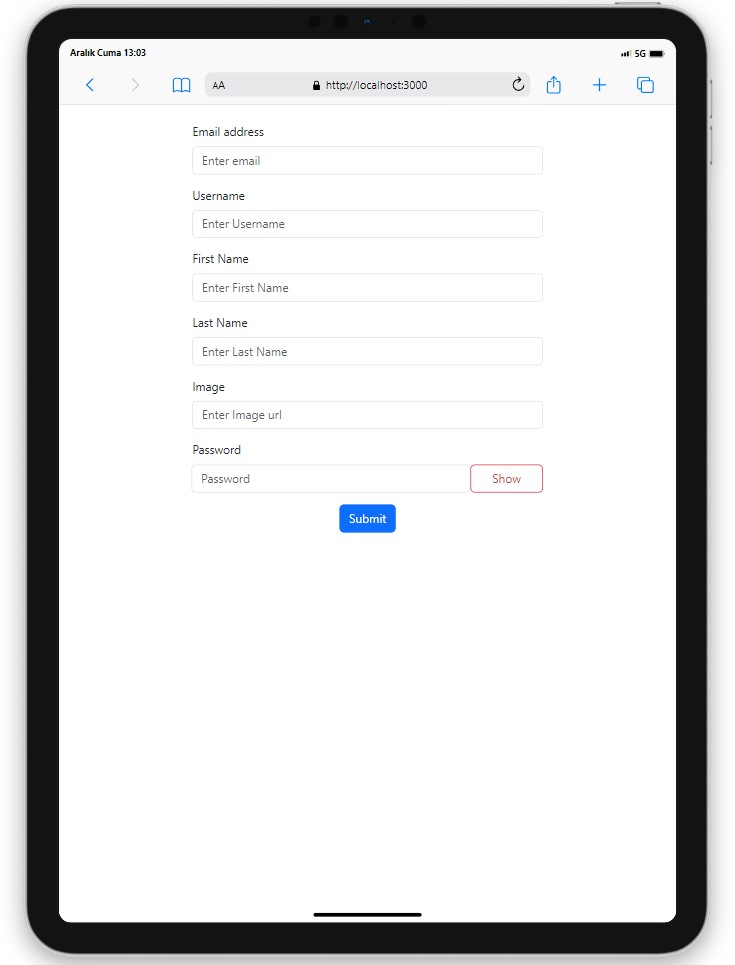 Aralık Cuma 13:03
5G
AA
http://localhost:3000
Email address
Enter email
Username
Enter Username
First Name
Enter First Name
Last Name
Enter Last Name
Image
Enter Image url
Password
Password
Show
Submit